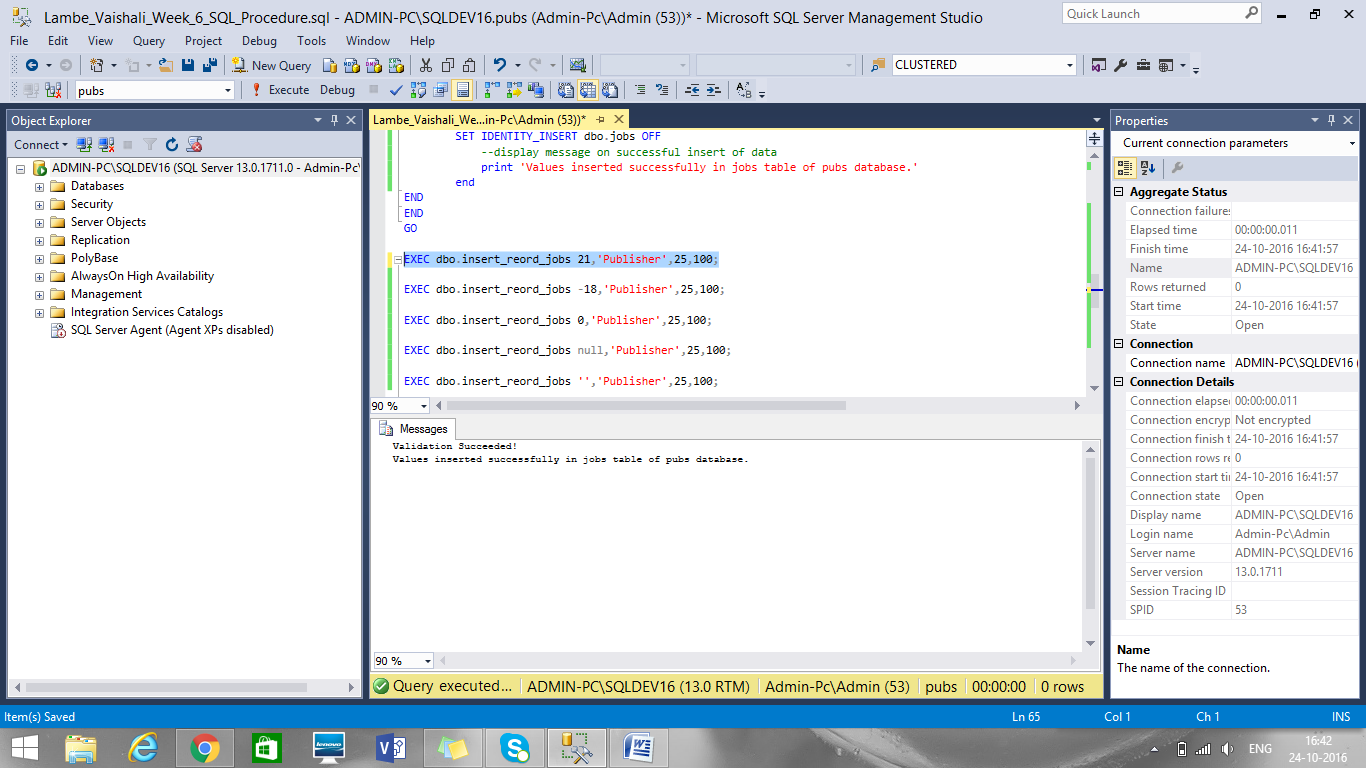 Lambe_Vaishali_Week_6_SQL_Procedure.sql - ADMIN-PC\SQLDEV16.pubs (Admin-Pc\Admin (53))* - Microsoft SQL Server Management Studio
Quick Launch
File Edit View Query Project Debug Tools Window Help
New Query
CLUSTERED
pubs
Execute Debug
Object Explorer
Connect
ADMIN-PC\SQLDEV16 (SQL Server 13.0.1711.0 - Admin-Pc\
Databases
Security
Server Objects
Replication
PolyBase
AlwaysOn High Availability
Management
Integration Services Catalogs
SQL Server Agent (Agent XPs disabled)
Lambe_Vaishali_We...in-Pc\Admin (53))*
SET IDENTITY_INSERT dbo.jobs OFF
--display message on successful insert of data
print 'Values inserted successfully in jobs table of pubs database.'
end
END
END
GO
EXEC dbo.insert_reord_jobs 21,'Publisher',25,100;
EXEC dbo.insert_reord_jobs -18,'Publisher',25,100;
EXEC dbo.insert_reord_jobs 0,'Publisher',25,100;
EXEC dbo.insert_reord_jobs null,'Publisher',25,100;
EXEC dbo.insert_reord_jobs '','Publisher',25,100;
90 %
Messages
Validation Succeeded!
Values inserted successfully in jobs table of pubs database.
90 %
Query executed... ADMIN-PC\SQLDEV16 (13.0 RTM) Admin-Pc\Admin (53) pubs 00:00:00 0 rows
Properties
Current connection parameters
Aggregate Status
Connection failures
Elapsed time 00:00:00.011
Finish time 24-10-2016 16:41:57
Name ADMIN-PC\SQLDEV16
Rows returned 0
Start time 24-10-2016 16:41:57
State Open
Connection
Connection name ADMIN-PC\SQLDEV16 (
Connection Details
Connection elapse 00:00:00.011
Connection encryp Not encrypted
Connection finish t 24-10-2016 16:41:57
Connection rows re 0
Connection start ti 24-10-2016 16:41:57
Connection state Open
Display name ADMIN-PC\SQLDEV16
Login name Admin-Pc\Admin
Server name ADMIN-PC\SQLDEV16
Server version 13.0.1711
Session Tracing ID
SPID 53
Name
The name of the connection.
Item(s) Saved Ln 65 Col 1 Ch 1 INS
lenovo
ENG
16:42
24-10-2016